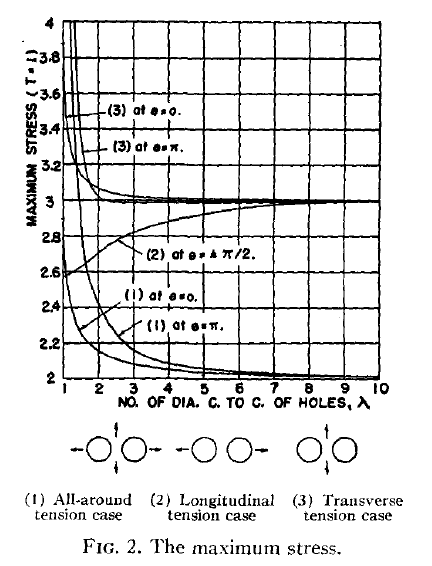 MAXIMUM STRESS (T=1)
4
3.8
3.6
3.4
3.2
3
2.8
2.6
2.4
2.2
2
(3) at θ=0.
(3) at θ=π.
(2) at θ=±π/2.
(1) at θ=0.
(1) at θ=π.
1 2 3 4 5 6 7 8 9 10
NO. OF DIA. C. TO C. OF HOLES, λ
(1) All-around (2) Longitudinal (3) Transverse
tension case tension case tension case
FIG. 2. The maximum stress.